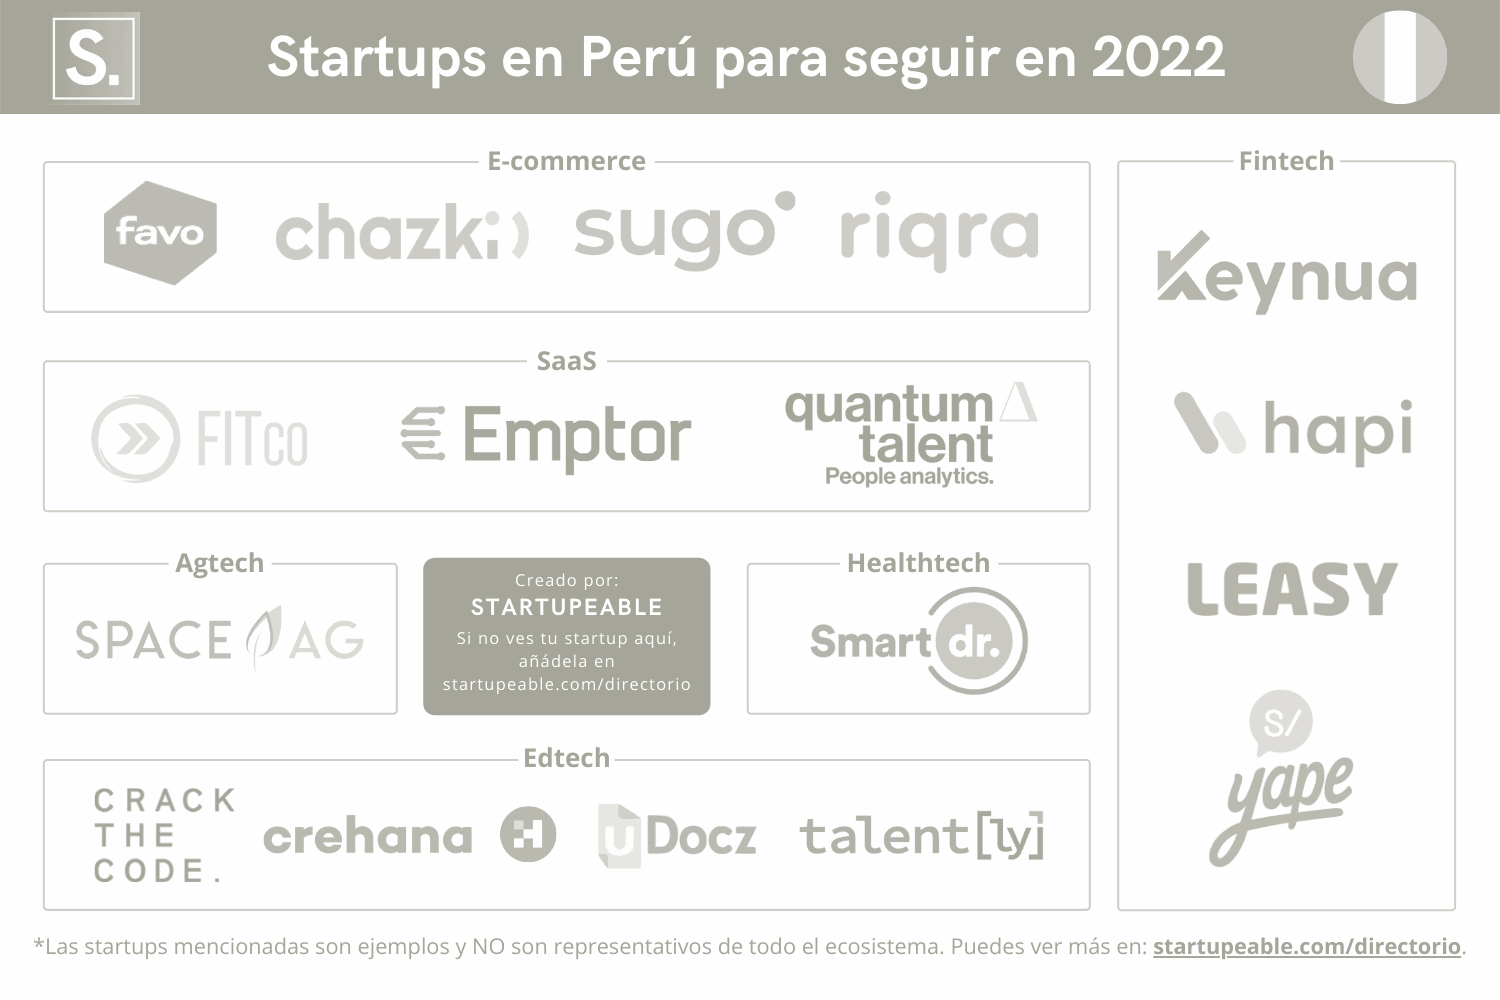 S.
Startups en Perú para seguir en 2022
E-commerce
favo
chazki
sugo
riqra
Fintech
Keynua
hapi
LEASY
S/
yape
SaaS
FITco
Emptor
quantum
talent
People analytics.
Agtech
SPACE AG
Creado por:
STARTUPEABLE
Si no ves tu startup aquí,
añádela en
startupeable.com/directorio
Healthtech
Smart dr.
Edtech
CRACK
THE
CODE.
crehana
H
uDocz
talent[ly]
*Las startups mencionadas son ejemplos y NO son representativos de todo el ecosistema. Puedes ver más en: startupeable.com/directorio.